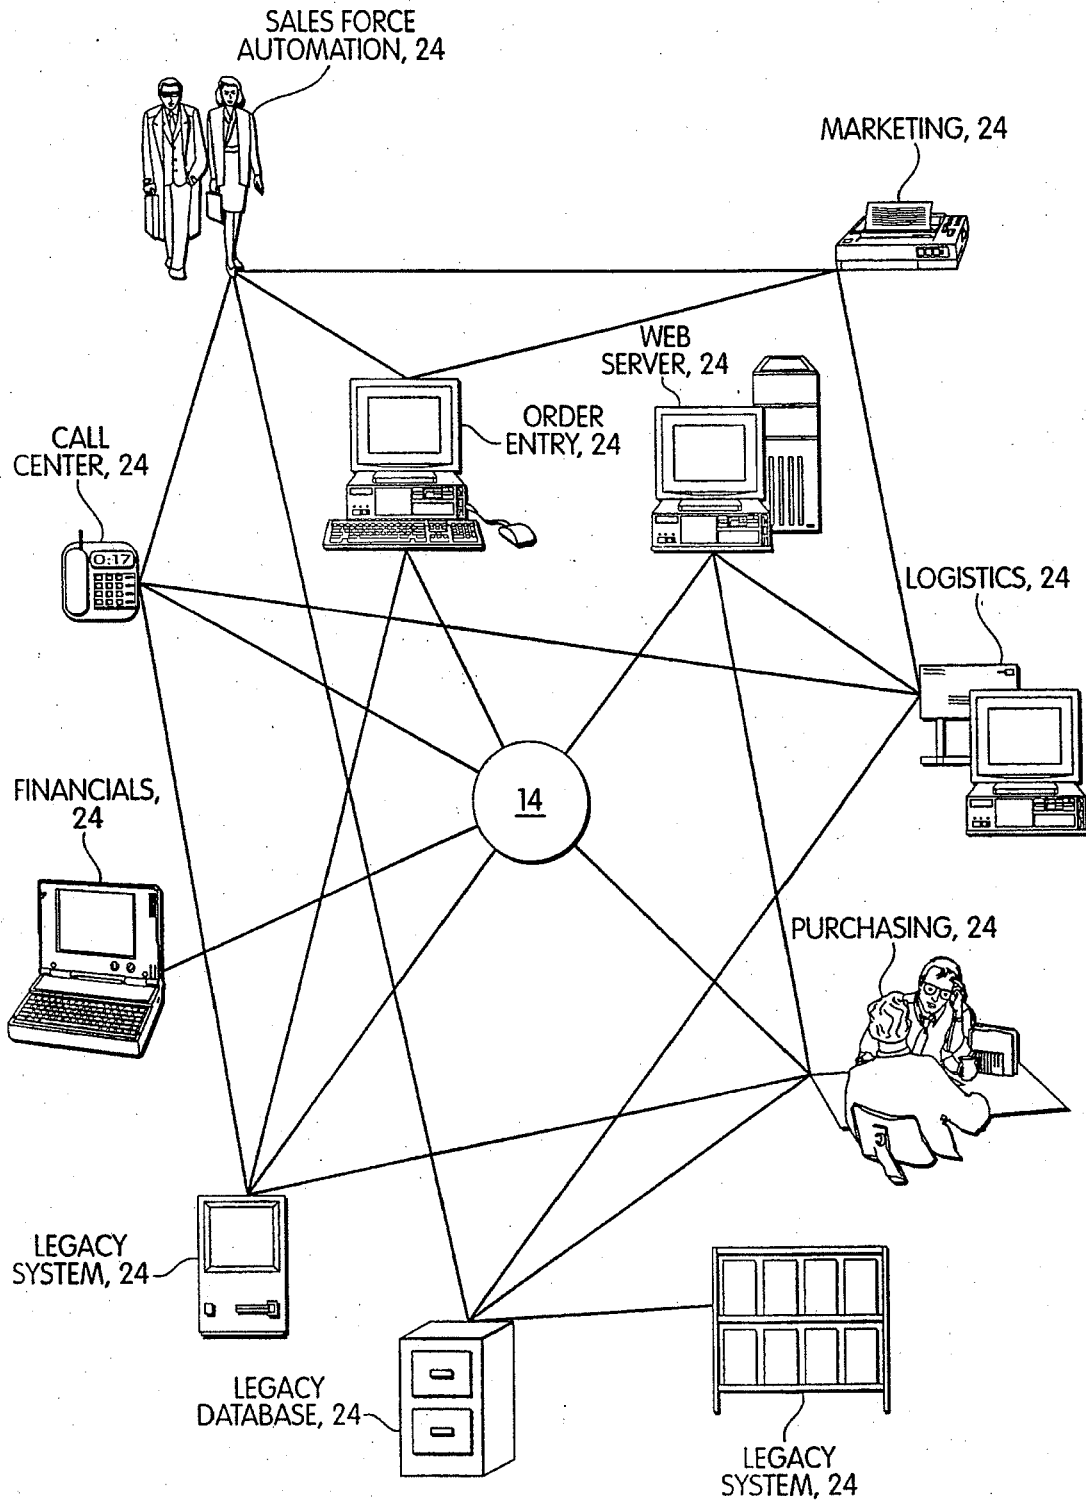 SALES FORCE
AUTOMATION, 24
MARKETING, 24
WEB
SERVER, 24
ORDER
ENTRY, 24
CALL
CENTER, 24
0:17
LOGISTICS, 24
FINANCIALS,
24
14
PURCHASING, 24
LEGACY
SYSTEM, 24
LEGACY
DATABASE, 24
LEGACY
SYSTEM, 24